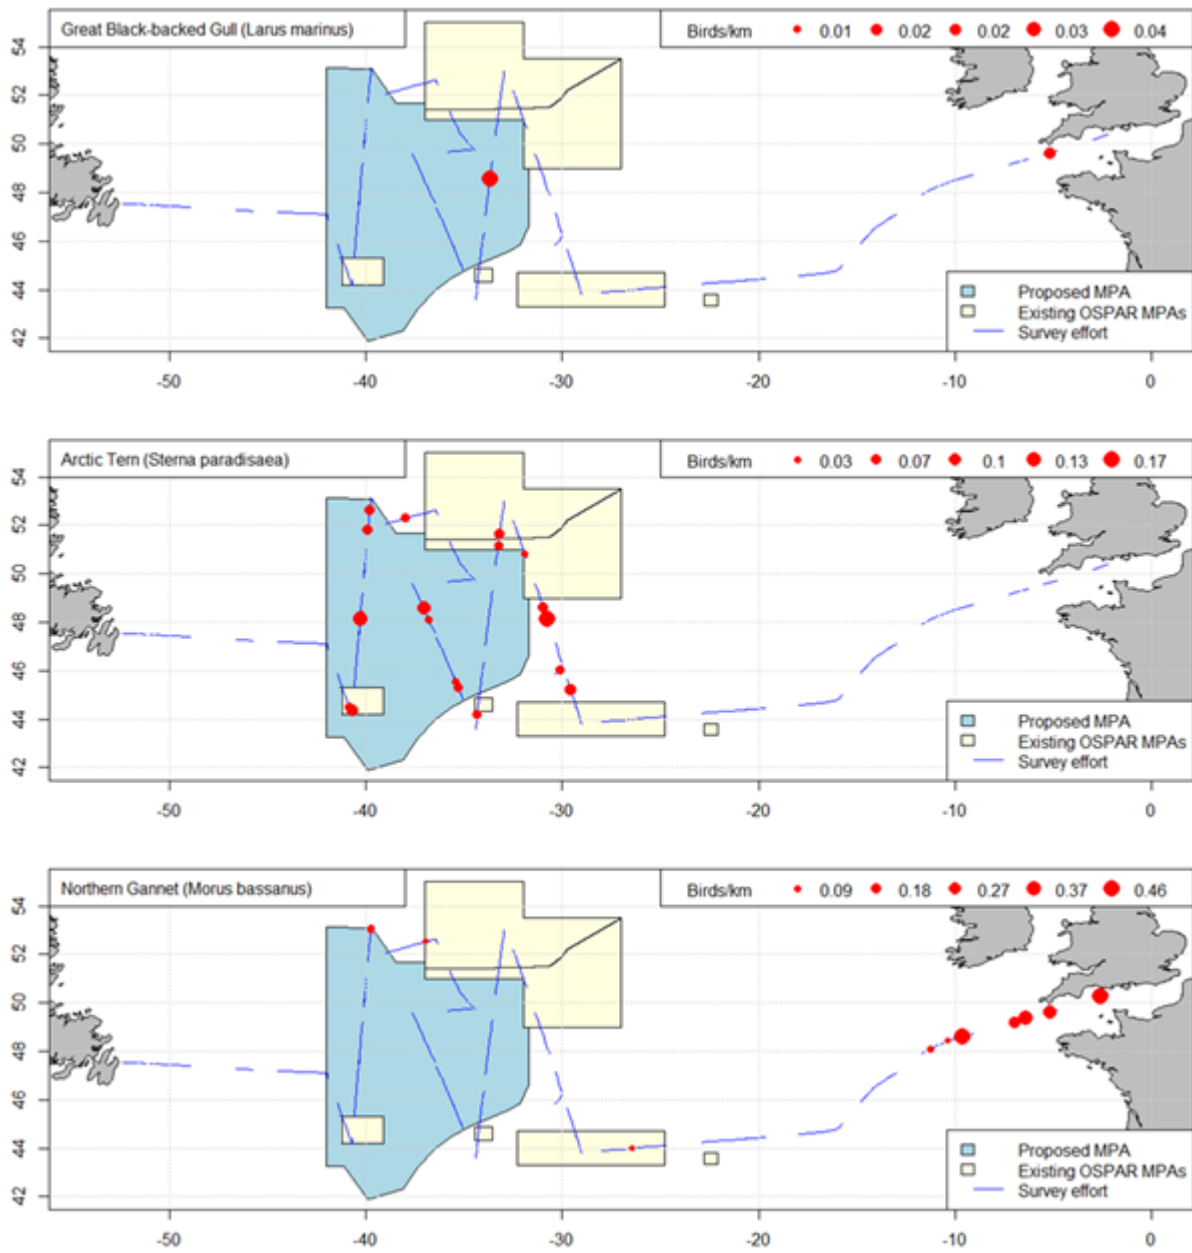 Great Black-backed Gull (Larus marinus)
Birds/km 0.01 0.02 0.02 0.03 0.04
54
52
50
48
46
44
42
Proposed MPA
Existing OSPAR MPAs
Survey effort
-50 -40 -30 -20 -10 0
Arctic Tern (Sterna paradisaea)
Birds/km 0.03 0.07 0.1 0.13 0.17
54
52
50
48
46
44
42
Proposed MPA
Existing OSPAR MPAs
Survey effort
-50 -40 -30 -20 -10 0
Northern Gannet (Morus bassanus)
Birds/km 0.09 0.18 0.27 0.37 0.46
54
52
50
48
46
44
42
Proposed MPA
Existing OSPAR MPAs
Survey effort
-50 -40 -30 -20 -10 0